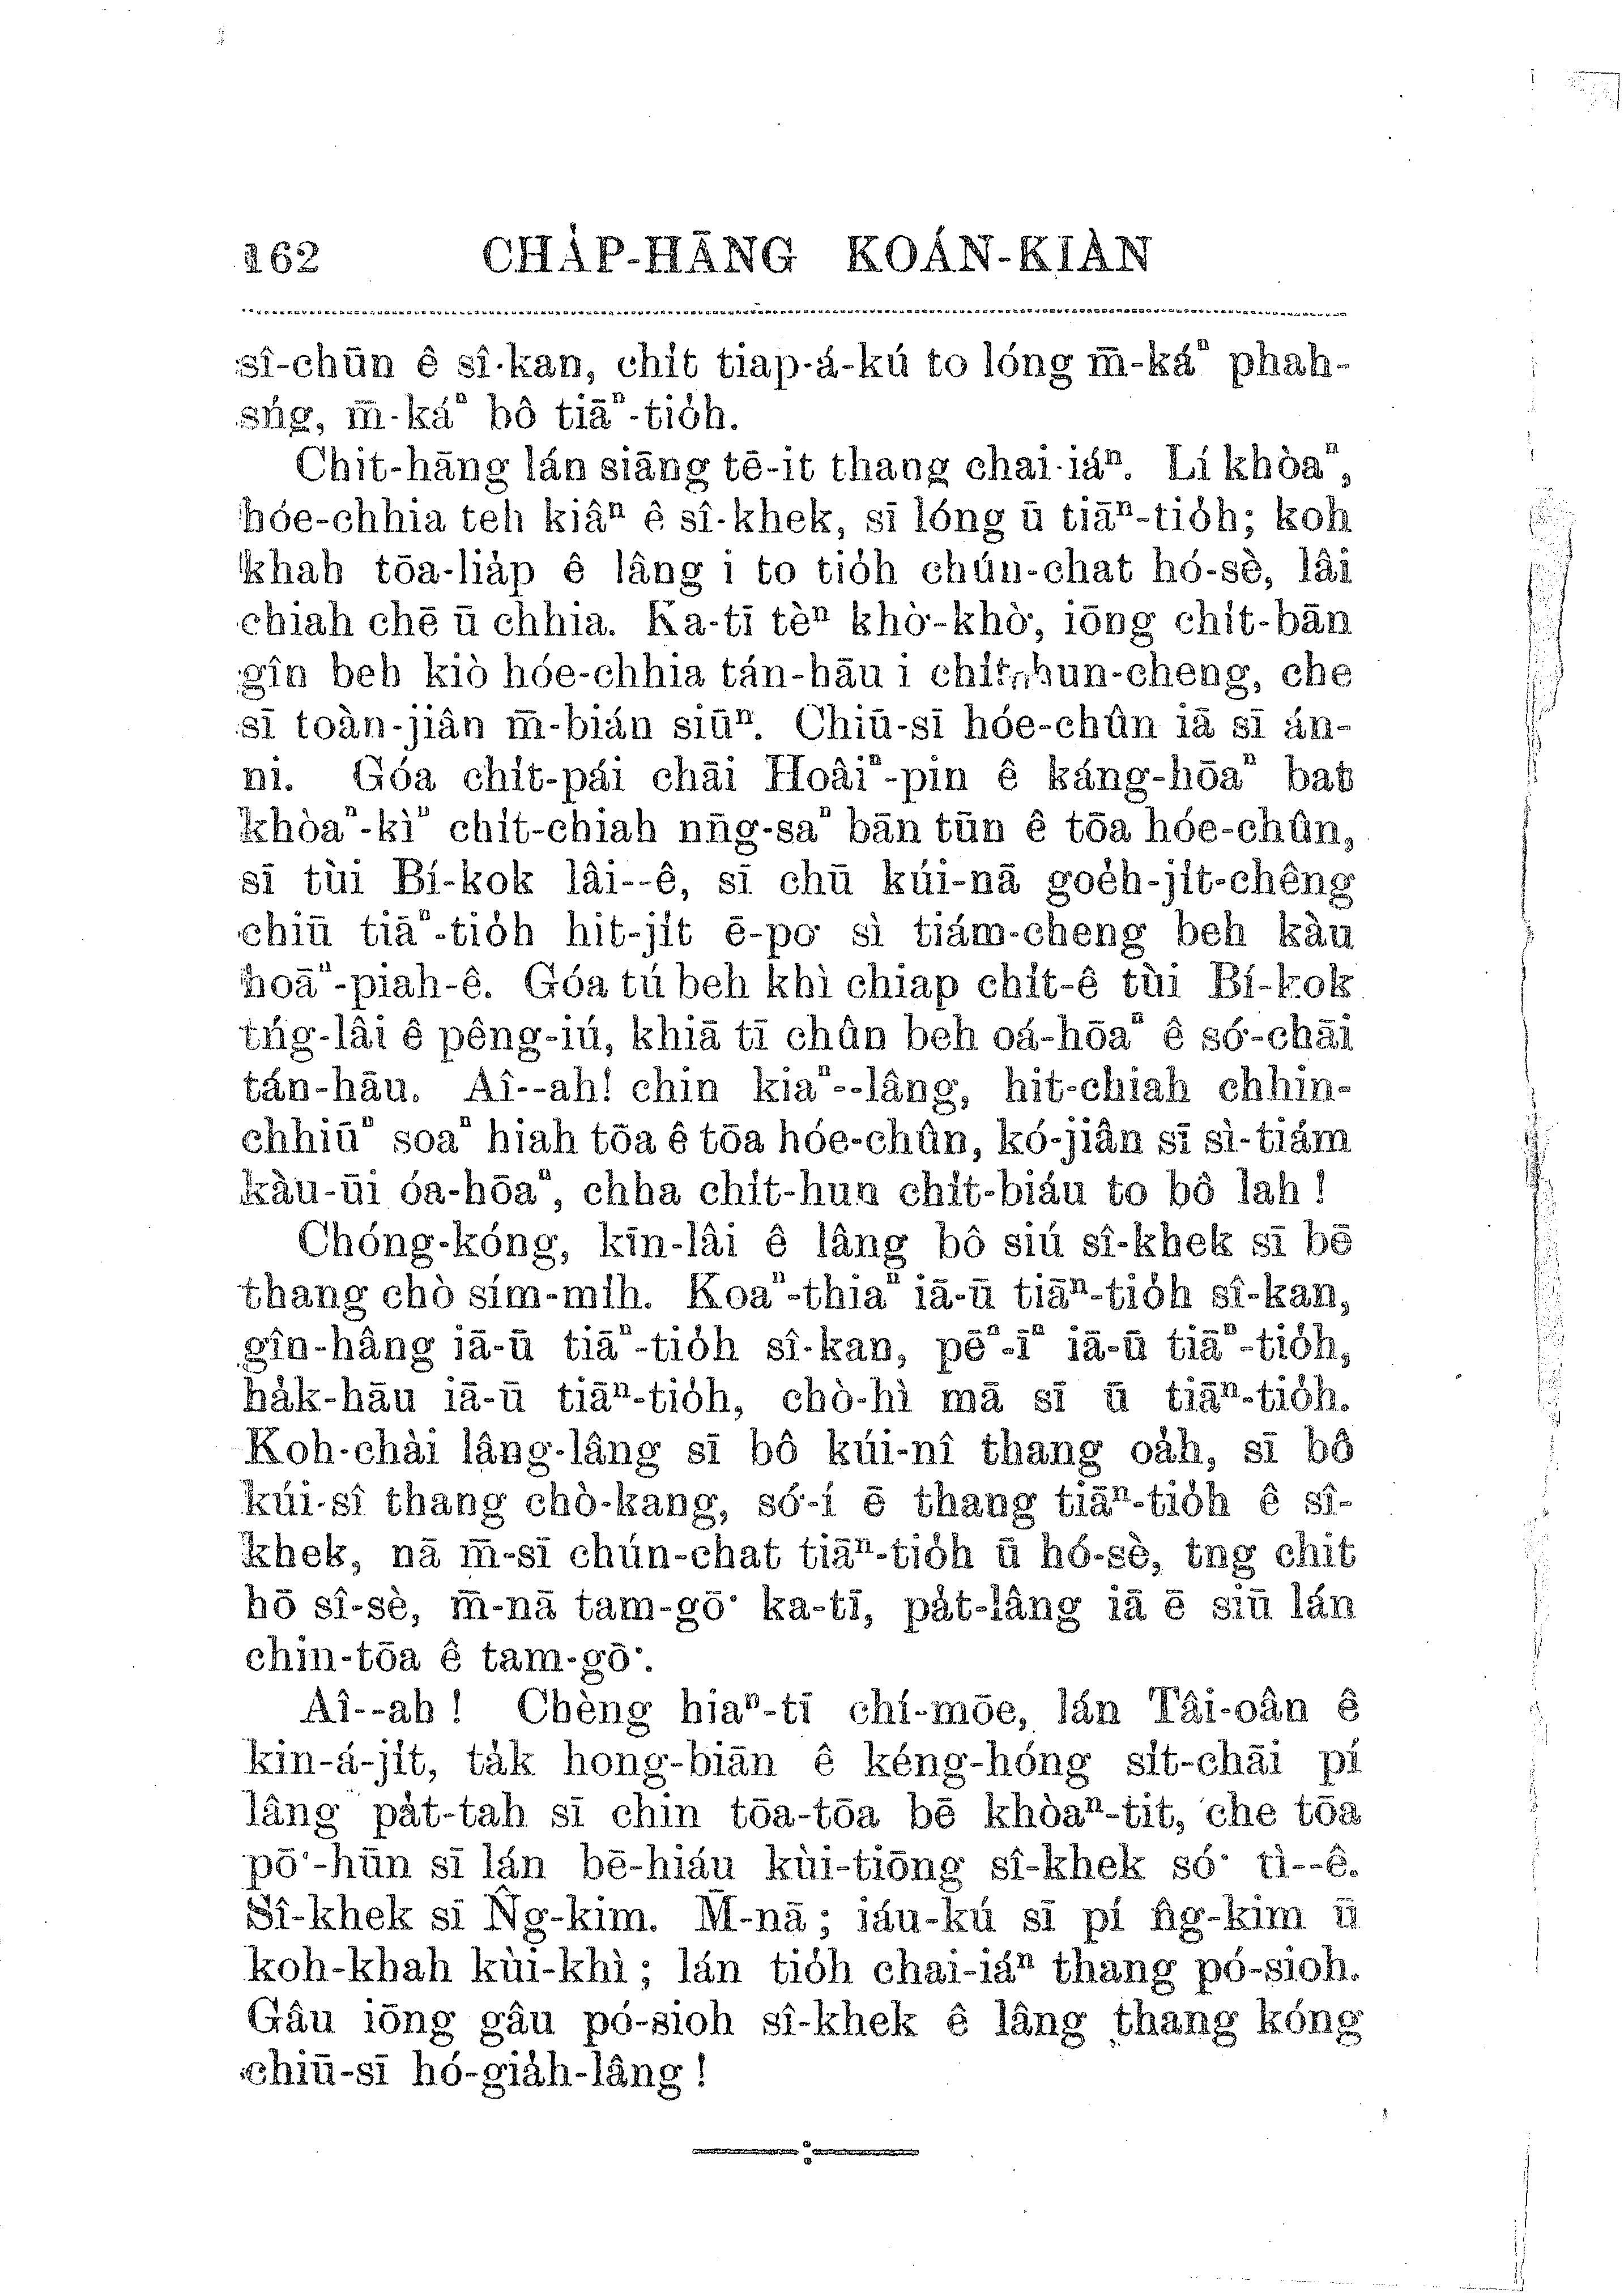 162 CHA̍P-HĀNG KOÁN-KIÀN
sî-chūn ê sî-kan, chi̍t tiap-á-kú to lóng m̄-káⁿ phah-
sńg, m̄-káⁿ bô tiāⁿ-tio̍h.
Chit-hāng lán siāng tē-it thang chai-iáⁿ. Lí khòaⁿ,
hóe-chhia teh kiâⁿ ê sî-khek, sī lóng ū tiāⁿ-tio̍h; koh
khah tōa-lia̍p ê lâng i to tio̍h chún-chat hó-sè, lâi
chiah chē ū chhia. Ka-tī tèⁿ khò-khò, iōng chi̍t-bān
gîn beh kiò hóe-chhia tán-hāu i chi̍t-hun-cheng, che
sī toàn-jiân m̄-bián siūⁿ. Chiū-sī hóe-chûn iā sī án-
ni. Góa chi̍t-pái chāi Hoâiⁿ-pin ê káng-hōaⁿ bat
khòaⁿ-kìⁿ chi̍t-chiah nn̄g-saⁿ bān tūn ê tōa hóe-chûn,
sī tùi Bí-kok lâi--ê, sī chū kúi-nā goe̍h-ji̍t-chêng
chiū tiāⁿ-tio̍h hit-ji̍t ē-po͘ sì tiám-cheng beh kàu
hoāⁿ-piah-ê. Góa tú beh khì chiap chi̍t-ê tùi Bí-kok
tńg-lâi ê pêng-iú, khiā tī chûn beh oá-hōaⁿ ê só͘-chāi
tán-hāu. Ai--ah! chin kiaⁿ--lâng, hit-chiah chhin-
chhiūⁿ soaⁿ hiah tōa ê tōa hóe-chûn, kó-jiân sī sì-tiám
kàu-ūi óa-hōaⁿ, chha chi̍t-hun chi̍t-biáu to bô lah!
Chóng-kóng, kīn-lâi ê lâng bô siú sî-khek sī bē
thang chò sím-mih. Koaⁿ-thiaⁿ iā-ū tiāⁿ-tio̍h sî-kan,
gîn-hâng iā-ū tiāⁿ-tio̍h sî-kan, pēⁿ-īⁿ iā-ū tiāⁿ-tio̍h,
ha̍k-hāu iā-ū tiāⁿ-tio̍h, chò-hì mā sī ū tiāⁿ-tio̍h.
Koh-chài lâng-lâng sī bô kúi-nî thang oa̍h, sī bô
kúi-sî thang chò-kang, só͘-í ē thang tiāⁿ-tio̍h ê sî-
khek, nā m̄-sī chún-chat tiāⁿ-tio̍h ū hó-sè, tng chit
hō sî-sè, m̄-nā tam-gō͘ ka-tī, pa̍t-lâng iā ē siū lán
chin-tōa ê tam-gō͘.
Ai--ah! Chèng hiaⁿ-tī chí-mōe, lán Tâi-oân ê
kin-á-ji̍t, ta̍k hong-biān ê kéng-hóng si̍t-chāi pí
lâng pa̍t-tah sī chin tōa-tōa bē khòaⁿ-tit, che tōa
pō͘-hūn sī lán bē-hiáu kùi-tiōng sî-khek só͘ tì--ê.
Sî-khek sī N̂g-kim. M̄-nā; iáu-kú sī pí n̂g-kim ū
koh-khah kùi-khì; lán tio̍h chai-iáⁿ thang pó-sioh.
Gâu iōng gâu pó-sioh sî-khek ê lâng thang kóng
chiū-sī hó-gia̍h-lâng!